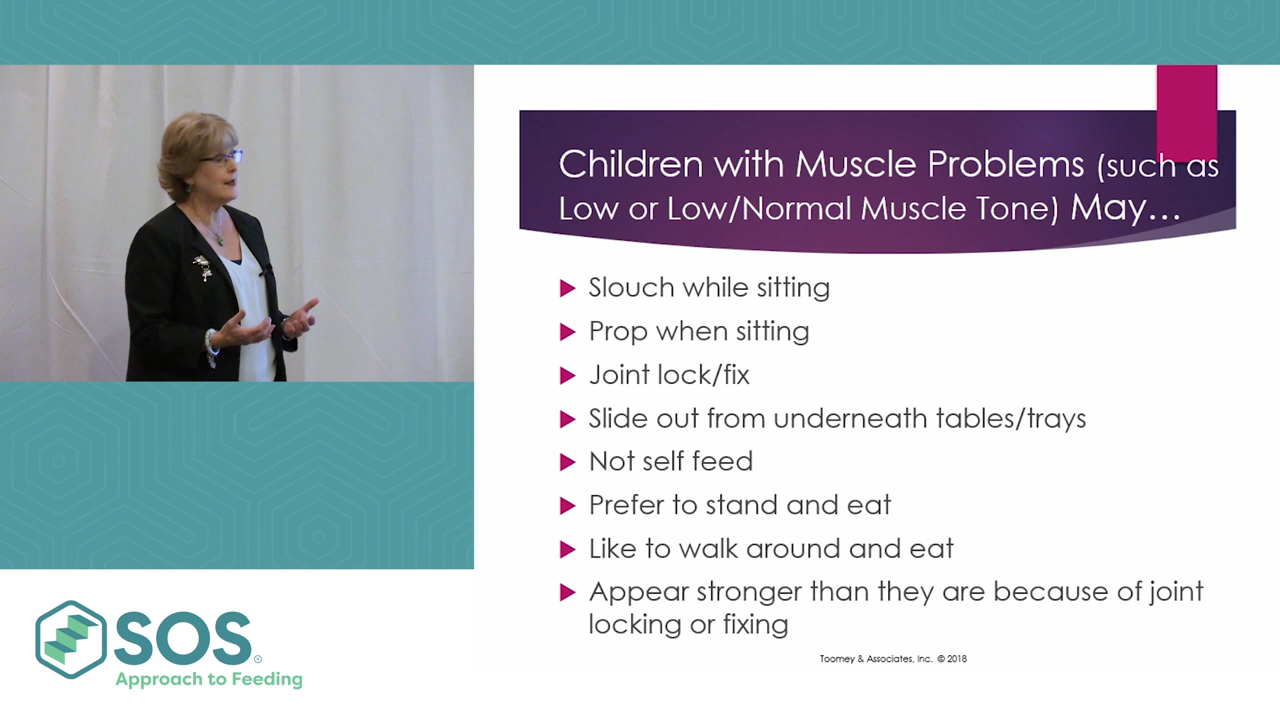 Children with Muscle Problems (such as
Low or Low/Normal Muscle Tone) May…
Slouch while sitting
Prop when sitting
Joint lock/fix
Slide out from underneath tables/trays
Not self feed
Prefer to stand and eat
Like to walk around and eat
Appear stronger than they are because of joint
locking or fixing
Toomey & Associates, Inc. © 2018
SOS®
Approach to Feeding